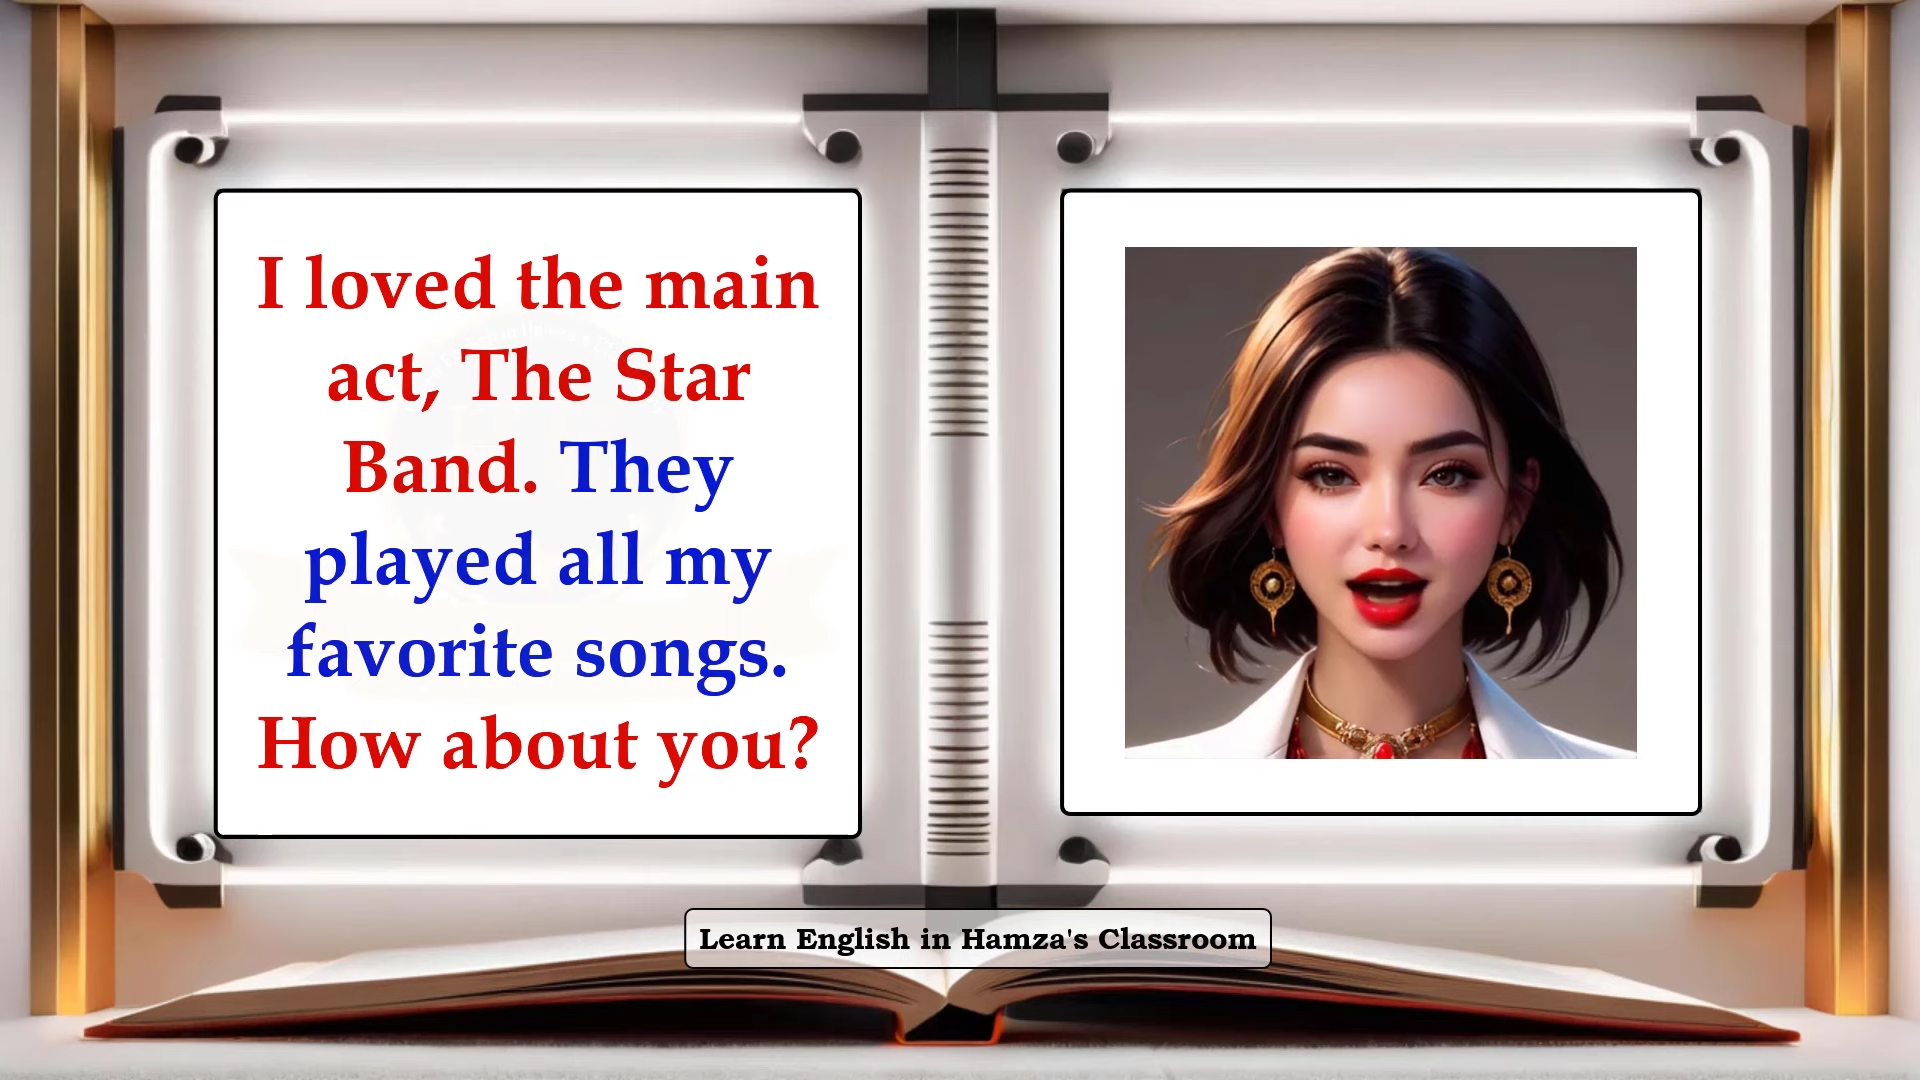 I loved the main
act, The Star
Band. They
played all my
favorite songs.
How about you?
Learn English in Hamza's Classroom